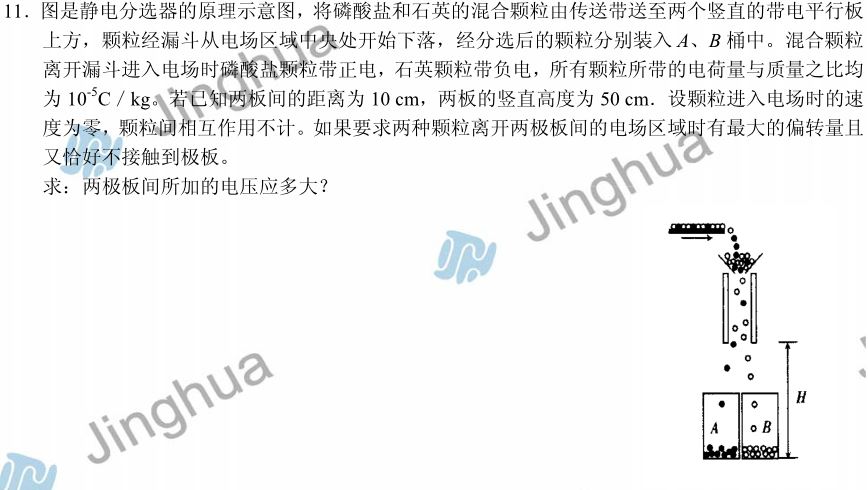 11．图是静电分选器的原理示意图，将磷酸盐和石英的混合颗粒由传送带送至两个竖直的带电平行板
上方，颗粒经漏斗从电场区域中央处开始下落，经分选后的颗粒分别装入 A、B 桶中。混合颗粒
离开漏斗进入电场时磷酸盐颗粒带正电，石英颗粒带负电，所有颗粒所带的电荷量与质量之比均
为 10⁻⁵C / kg。若已知两板间的距离为 10 cm，两板的竖直高度为 50 cm．设颗粒进入电场时的速
度为零，颗粒间相互作用不计。如果要求两种颗粒离开两极板间的电场区域时有最大的偏转量且
又恰好不接触到极板。
求：两极板间所加的电压应多大？
Jinghua
Jinghua
Jinghua
H
A
B